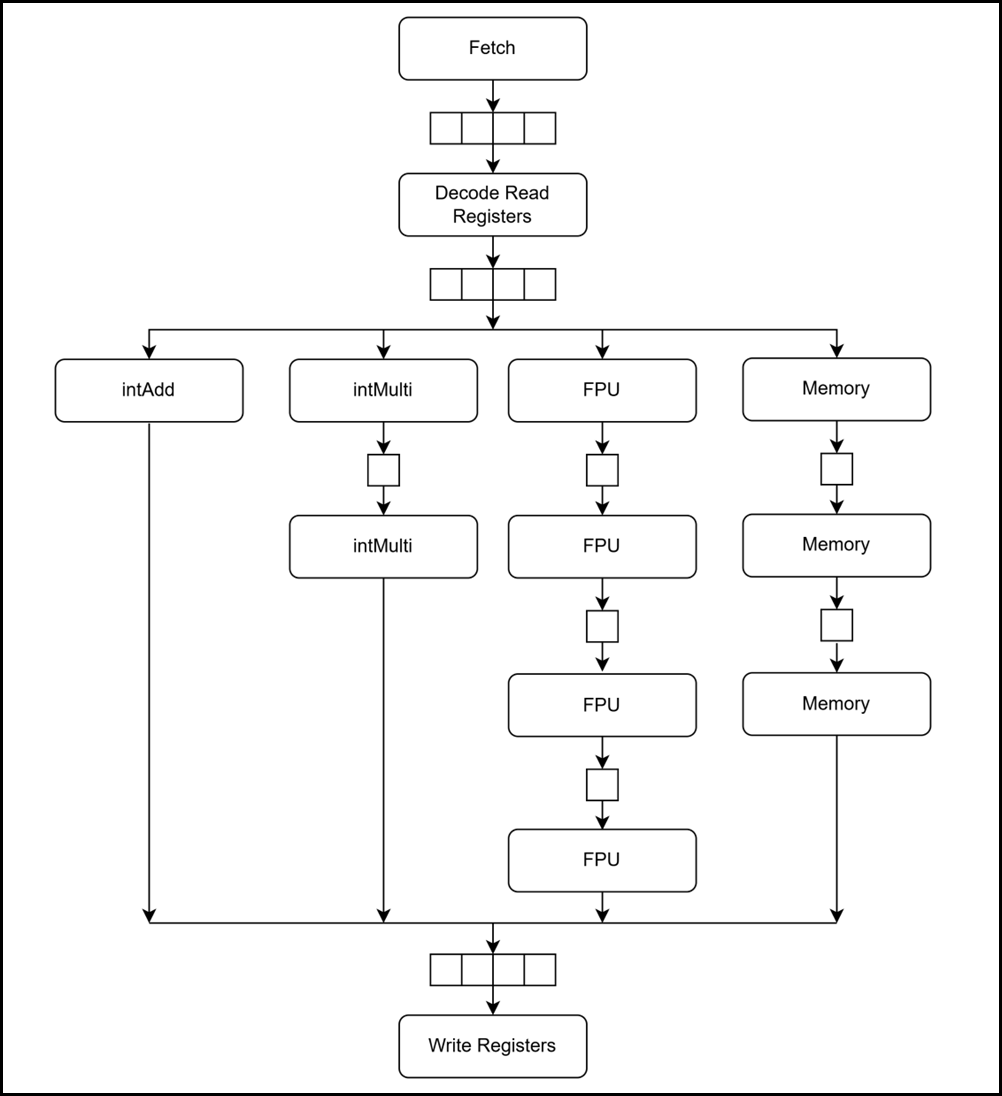 Fetch
Decode Read
Registers
intAdd
intMulti
FPU
Memory
intMulti
FPU
Memory
FPU
Memory
FPU
Write Registers